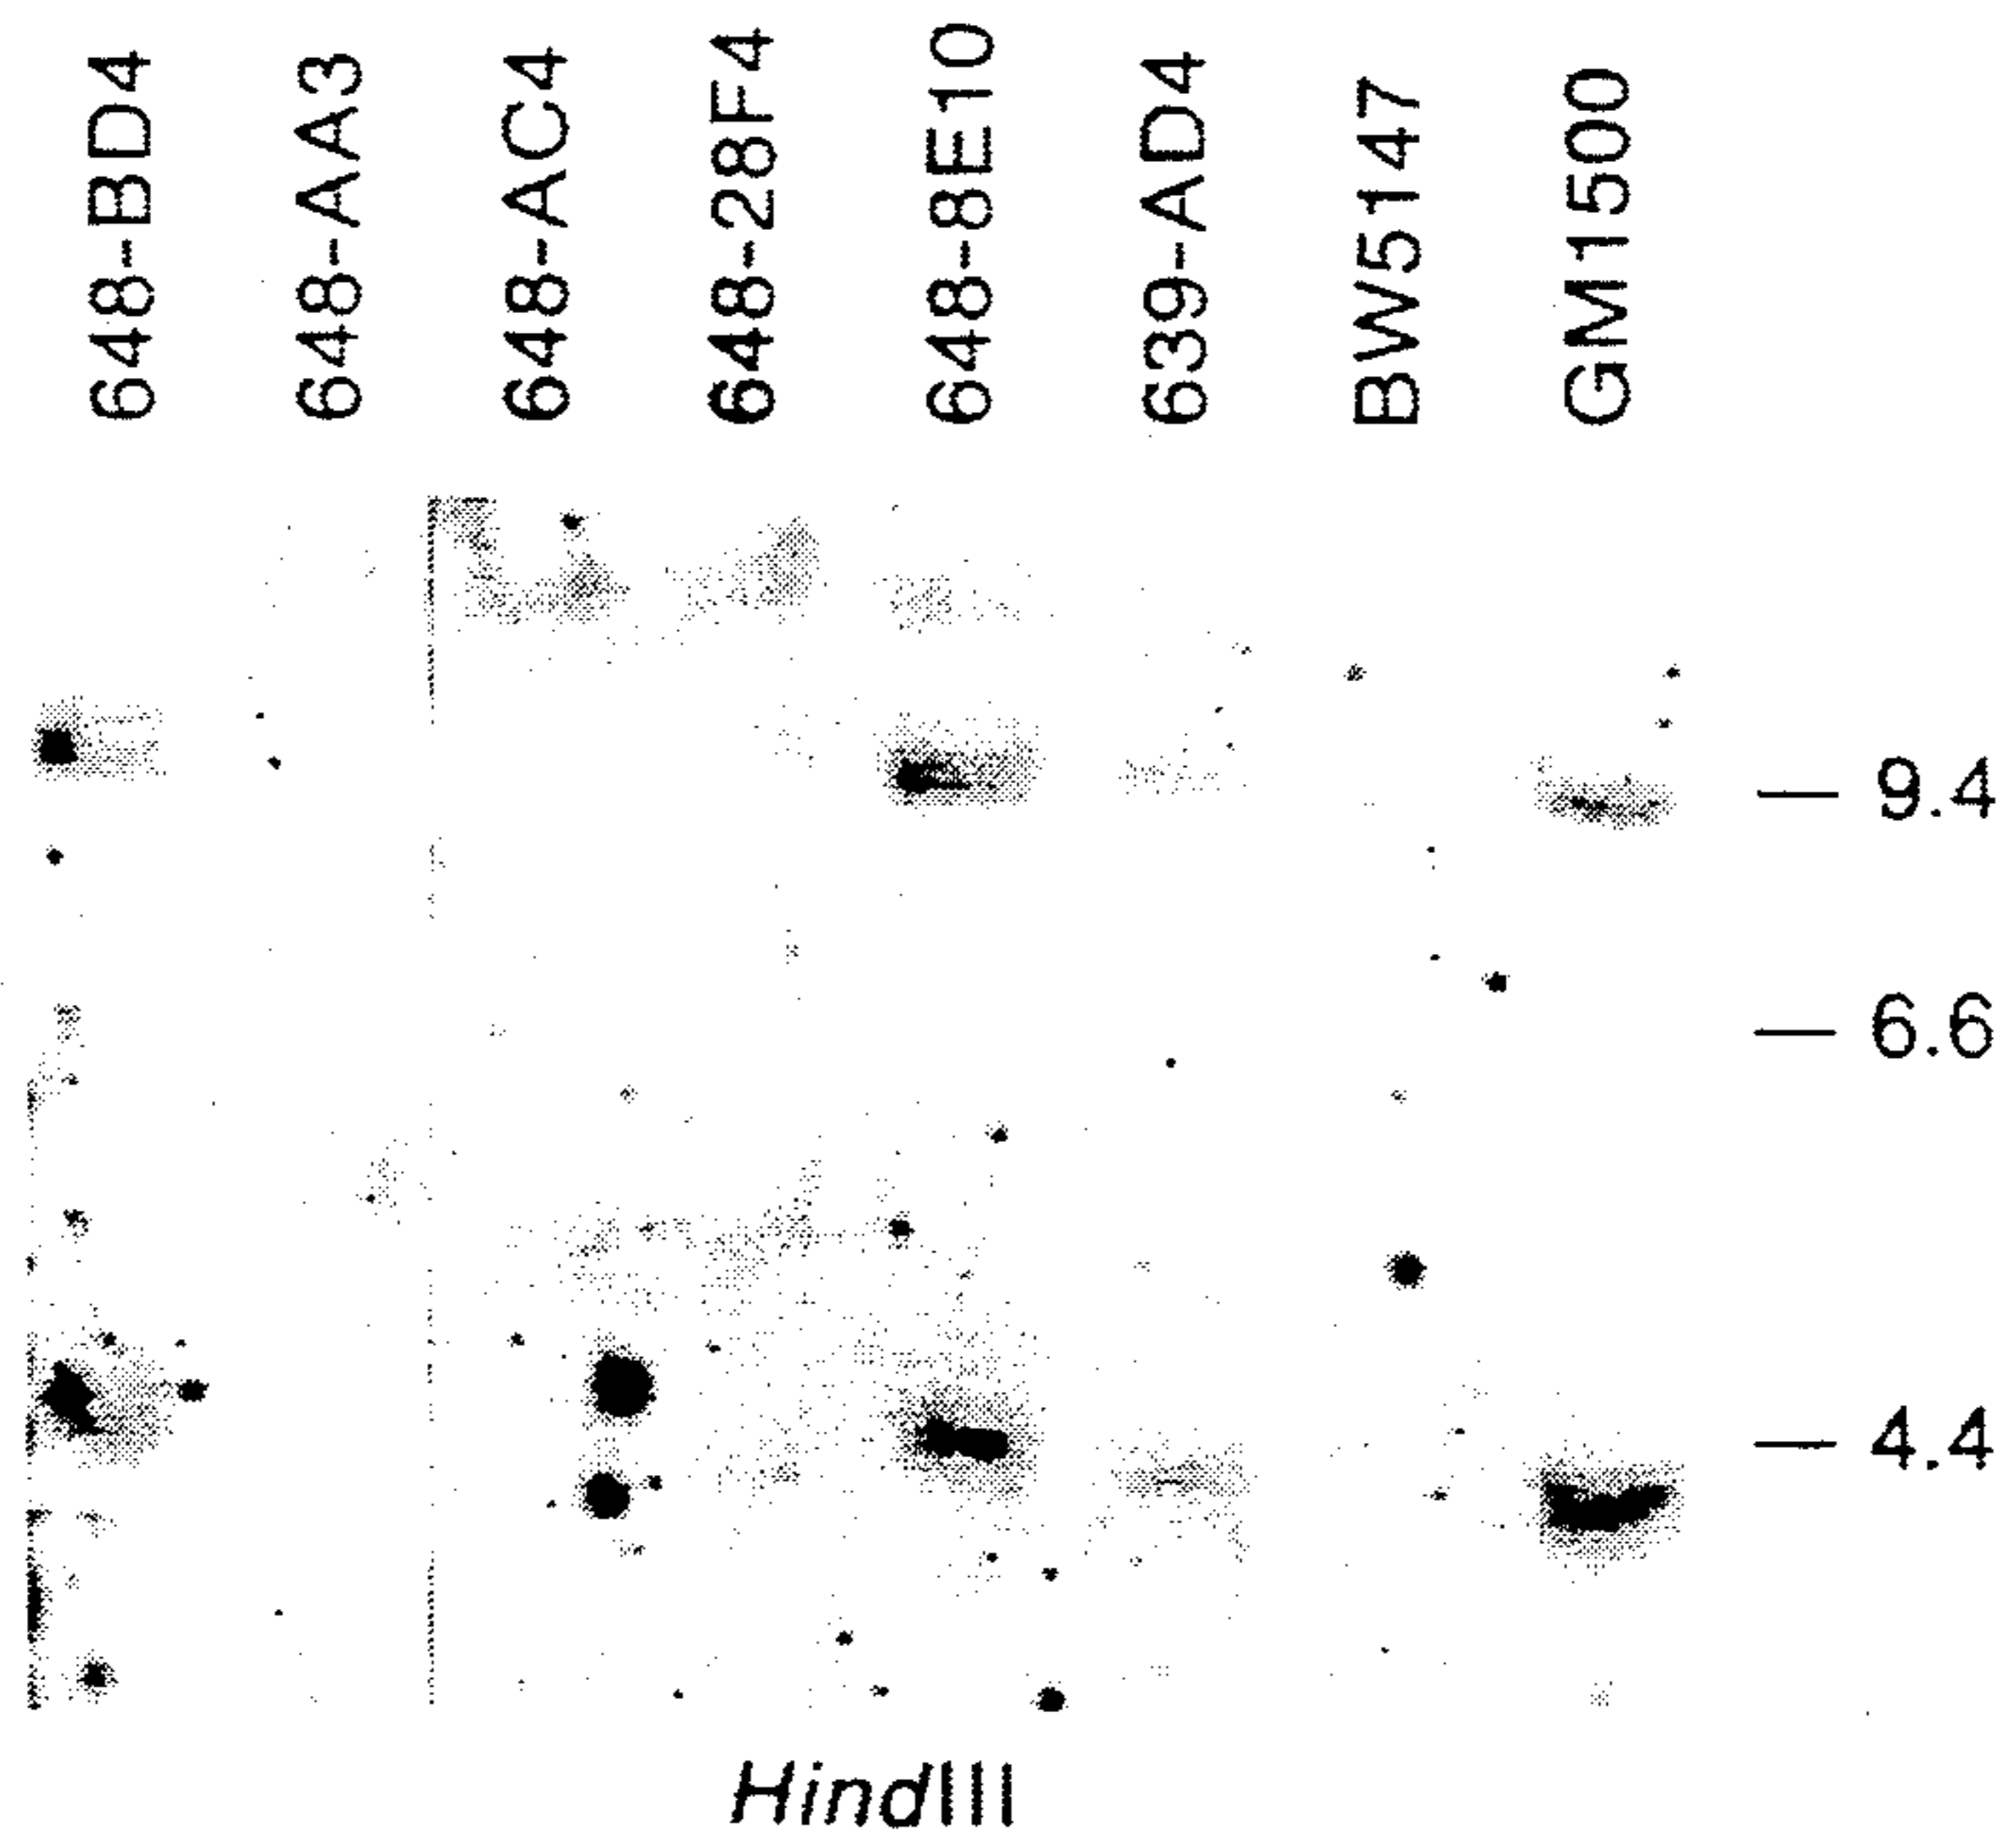 648-BD4
648-AA3
648-AC4
648-28F4
648-8E10
639-AD4
BW5147
GM1500
— 9.4
— 6.6
— 4.4
HindIII